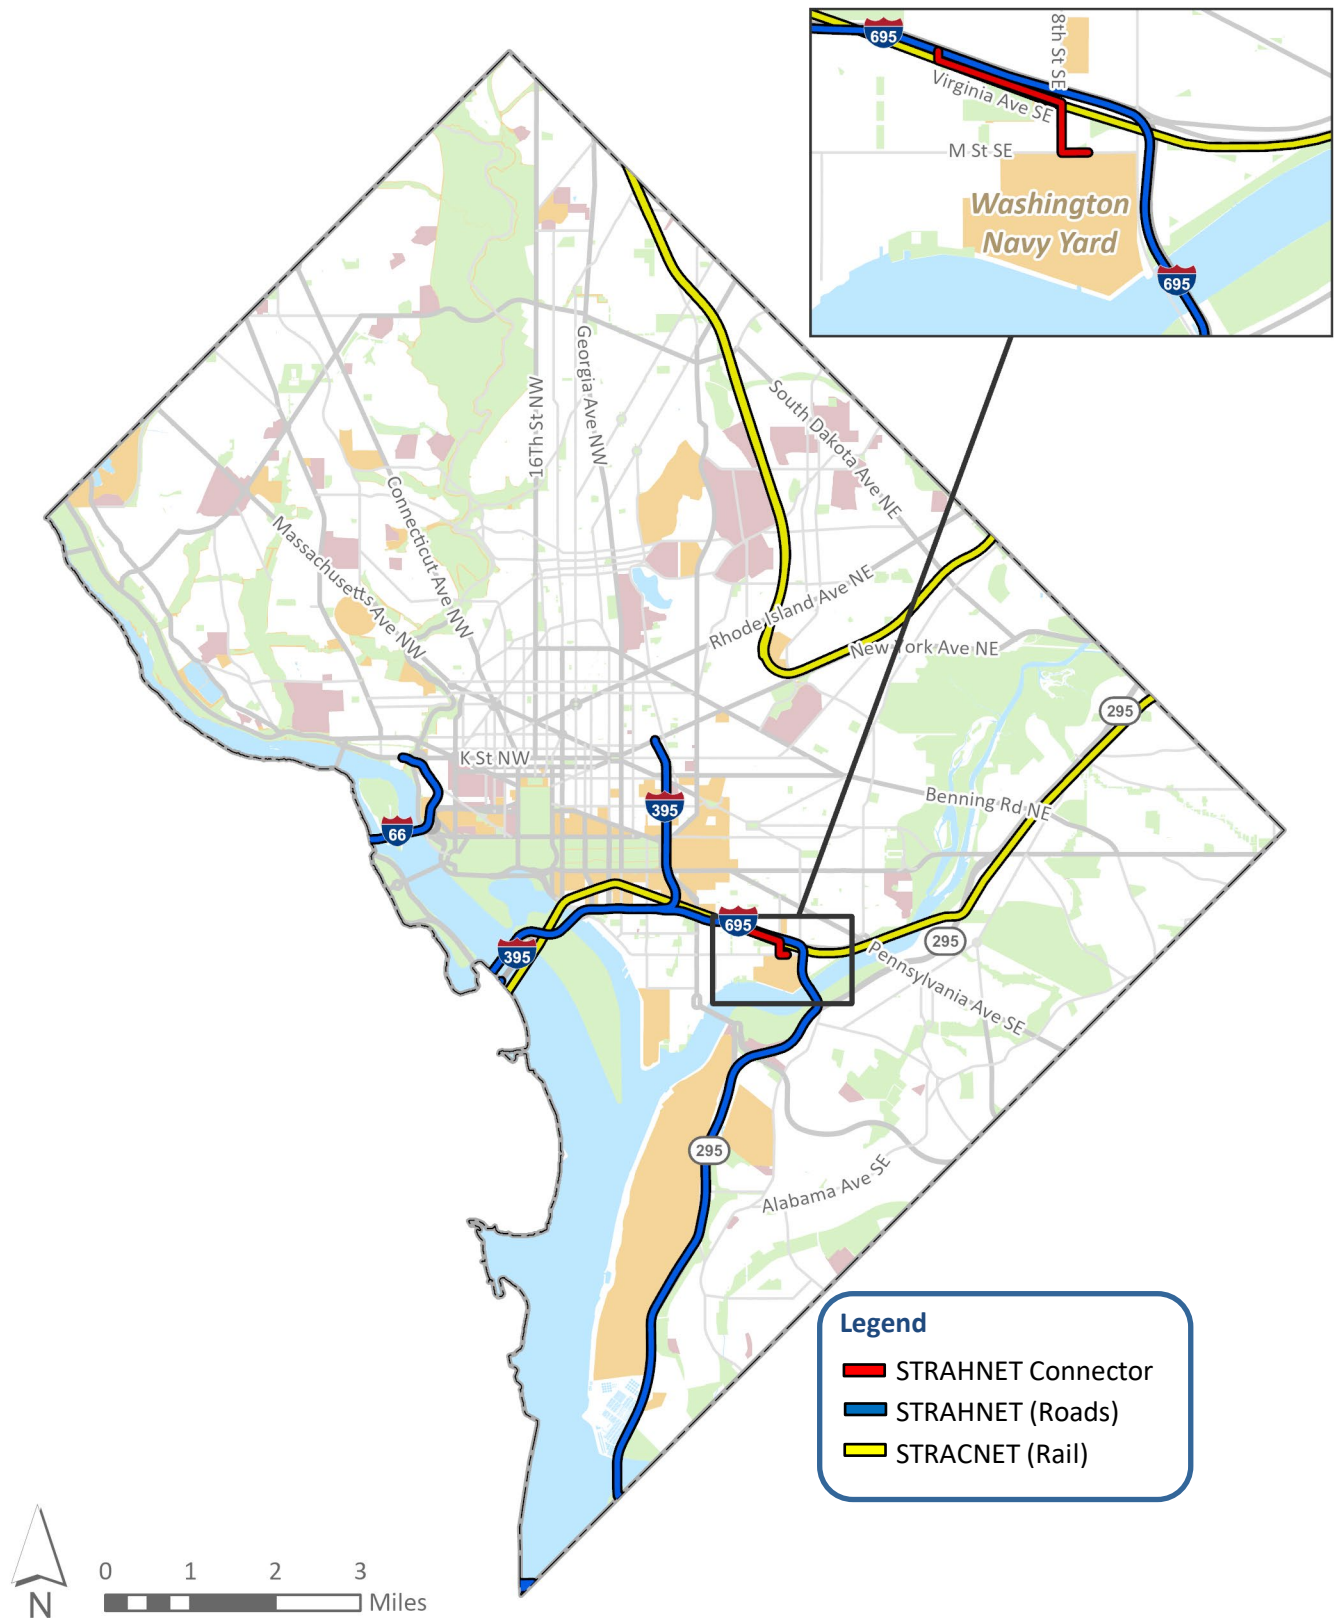 695
8th St SE
Virginia Ave SE
M St SE
Washington
Navy Yard
695
Georgia Ave NW
16Th St NW
South Dakota Ave NE
Connecticut Ave NW
Massachusetts Ave NW
Rhode Island Ave NE
New York Ave NE
295
K St NW
Benning Rd NE
395
66
695
295
395
Pennsylvania Ave SE
295
Alabama Ave SE
Legend
STRAHNET Connector
STRAHNET (Roads)
STRACNET (Rail)
N
0 1 2 3
Miles